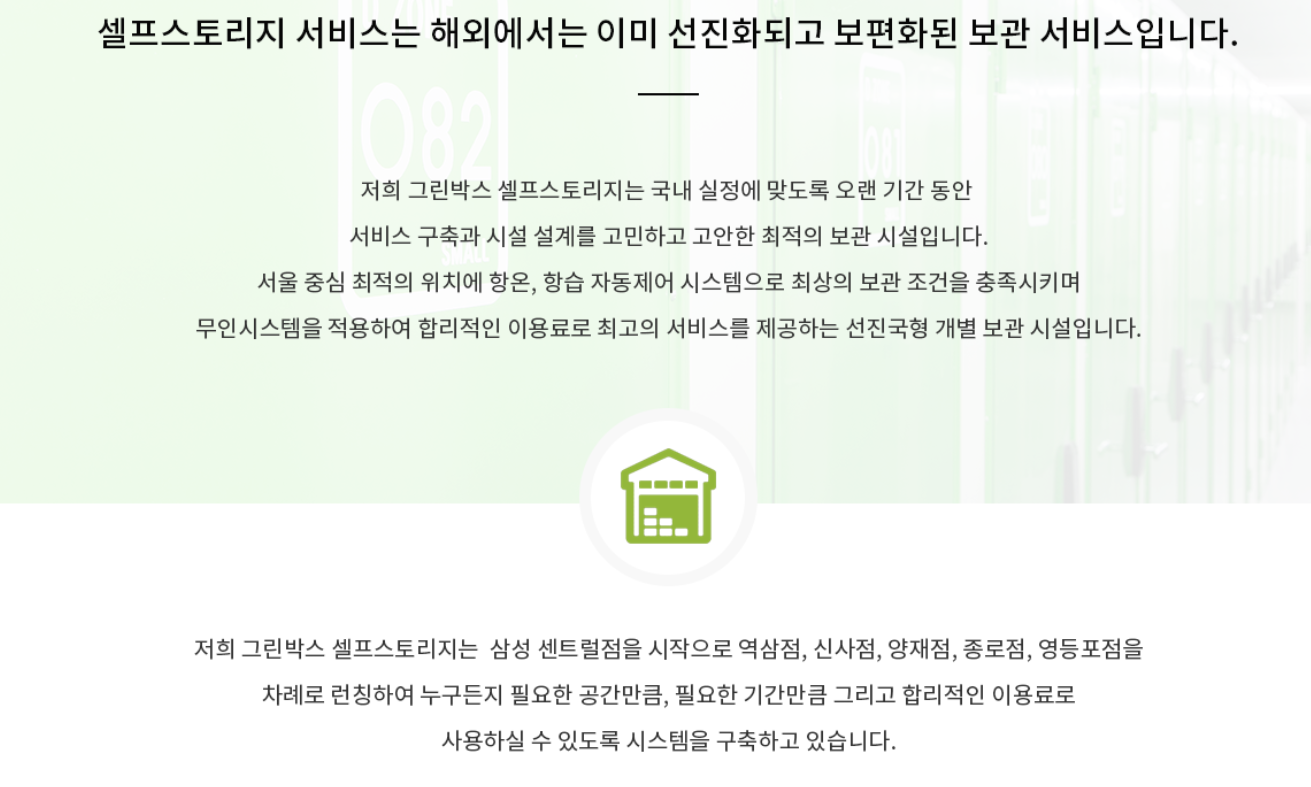 H ZONE
셀프스토리지 서비스는 해외에서는 이미 선진화되고 보편화된 보관 서비스입니다.
082
081
저희 그린박스 셀프스토리지는 국내 실정에 맞도록 오랜 기간 동안
서비스 구축과 시설 설계를 고민하고 고안한 최적의 보관 시설입니다.
SMALL
서울 중심 최적의 위치에 항온, 항습 자동제어 시스템으로 최상의 보관 조건을 충족시키며
무인시스템을 적용하여 합리적인 이용료로 최고의 서비스를 제공하는 선진국형 개별 보관 시설입니다.
저희 그린박스 셀프스토리지는 삼성 센트럴점을 시작으로 역삼점, 신사점, 양재점, 종로점, 영등포점을
차례로 런칭하여 누구든지 필요한 공간만큼, 필요한 기간만큼 그리고 합리적인 이용료로
사용하실 수 있도록 시스템을 구축하고 있습니다.